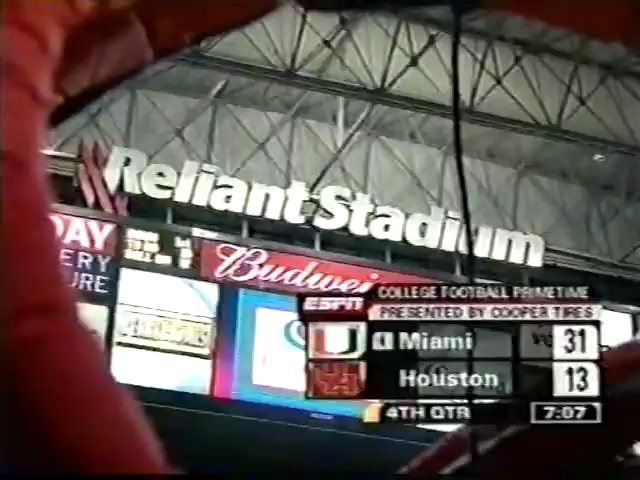 Reliant Stadium
DAY
ERY
URE
Budwei
ESPN
COLLEGE FOOTBALL PRIMETIME
PRESENTED BY COOPER TIRES
U
Miami 31
UH
Houston 13
4TH QTR 7:07